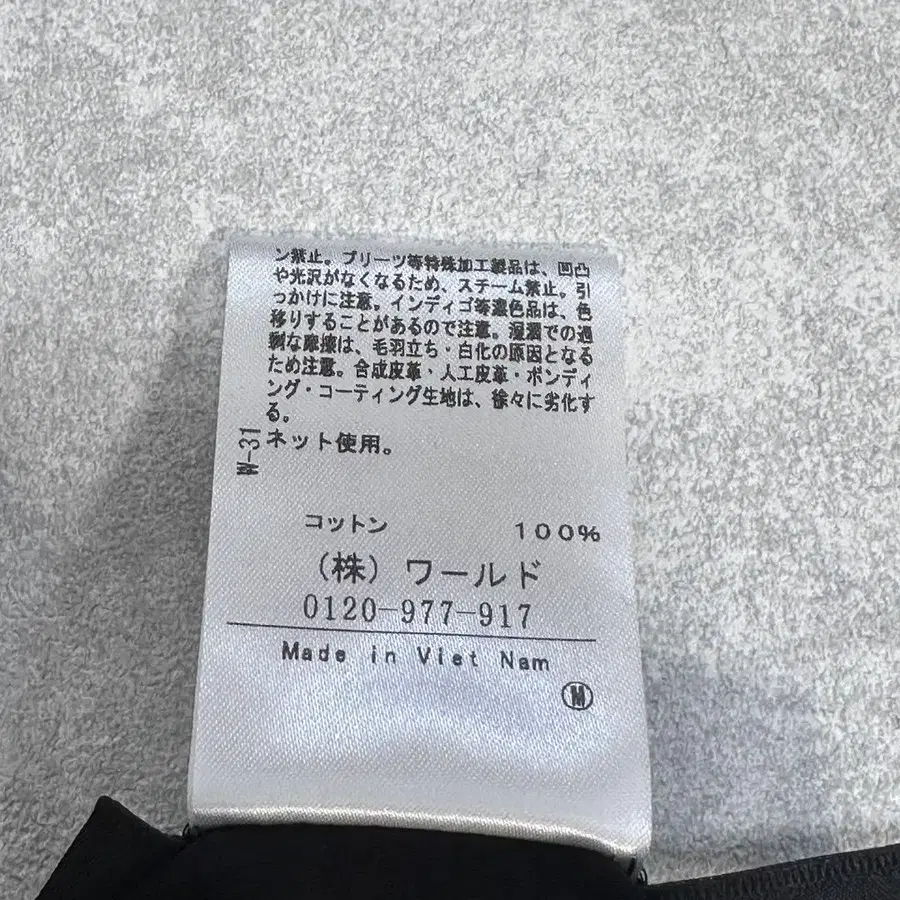 ン禁止。プリーツ等特殊加工製品は、凹凸
や光沢がなくなるため、スチーム禁止。引
っかけに注意。インディゴ等濃色品は、色
移りすることがあるので注意。湿潤での過
剰な摩擦は、毛羽立ち・白化の原因となる
ため注意。合成皮革・人工皮革・ボンディ
ング・コーティング生地は、徐々に劣化す
る。
W-31
ネット使用。
コットン 100%
(株) ワールド
0120-977-917
Made in Viet Nam
M